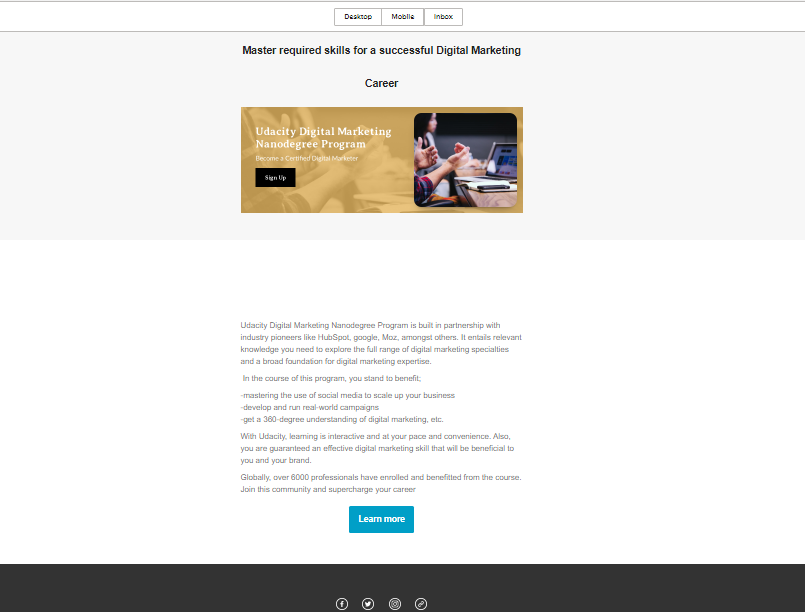 Desktop Mobile Inbox
Master required skills for a successful Digital Marketing
Career
Udacity Digital Marketing
Nanodegree Program
Become a Certified Digital Marketer
Sign Up
Udacity Digital Marketing Nanodegree Program is built in partnership with
industry pioneers like HubSpot, google, Moz, amongst others. It entails relevant
knowledge you need to explore the full range of digital marketing specialties
and a broad foundation for digital marketing expertise.
In the course of this program, you stand to benefit;
-mastering the use of social media to scale up your business
-develop and run real-world campaigns
-get a 360-degree understanding of digital marketing, etc.
With Udacity, learning is interactive and at your pace and convenience. Also,
you are guaranteed an effective digital marketing skill that will be beneficial to
you and your brand.
Globally, over 6000 professionals have enrolled and benefitted from the course.
Join this community and supercharge your career
Learn more